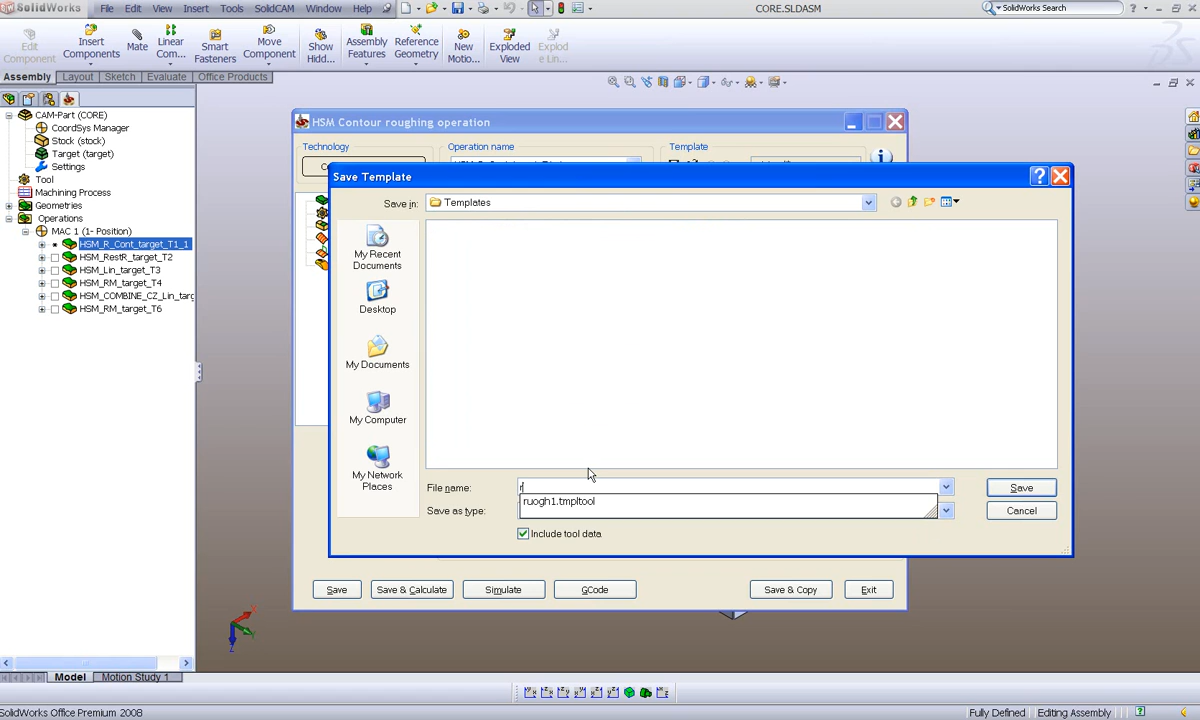 SolidWorks File Edit View Insert Tools SolidCAM Window Help CORE.SLDASM SolidWorks Search
Edit Component
Insert Components
Mate
Linear Com...
Smart Fasteners
Move Component
Show Hidd...
Assembly Features
Reference Geometry
New Motio...
Exploded View
Explod e Lin...
Assembly Layout Sketch Evaluate Office Products
CAM-Part (CORE)
CoordSys Manager
Stock (stock)
Target (target)
Settings
Tool
Machining Process
Geometries
Operations
MAC 1 (1- Position)
HSM_R_Cont_target_T1_1
HSM_RestR_target_T2
HSM_Lin_target_T3
HSM_RM_target_T4
HSM_COMBINE_CZ_Lin_targ
HSM_RM_target_T6
HSM Contour roughing operation
Technology Operation name Template
Save Template
Save in: Templates
My Recent Documents
Desktop
My Documents
My Computer
My Network Places
File name: r Save
ruogh1.tmpltool
Save as type: Cancel
Include tool data
Save Save & Calculate Simulate GCode Save & Copy Exit
X
Y
Z
Model Motion Study 1
SolidWorks Office Premium 2008 Fully Defined Editing Assembly